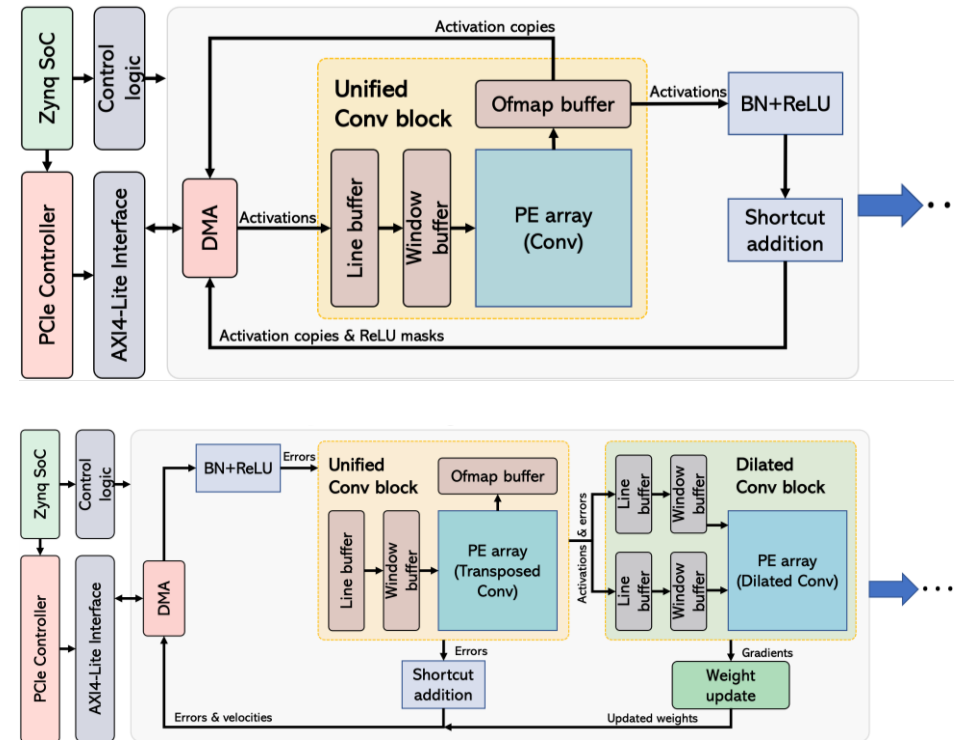 Zynq SoC
Control
logic
PCIe Controller
AXI4-Lite Interface
Activation copies
DMA
Activations
Unified
Conv block
Line buffer
Window
buffer
Ofmap buffer
PE array
(Conv)
Activations
BN+ReLU
Shortcut
addition
Activation copies & ReLU masks
Zynq SoC
Control
logic
PCIe Controller
AXI4-Lite Interface
DMA
BN+ReLU
Errors
Unified
Conv block
Ofmap buffer
Line buffer
Window
buffer
PE array
(Transposed
Conv)
Activations & errors
Dilated
Conv block
Line
buffer
Window
buffer
Line
buffer
Window
buffer
PE array
(Dilated Conv)
Errors
Shortcut
addition
Gradients
Weight
update
Errors & velocities
Updated weights